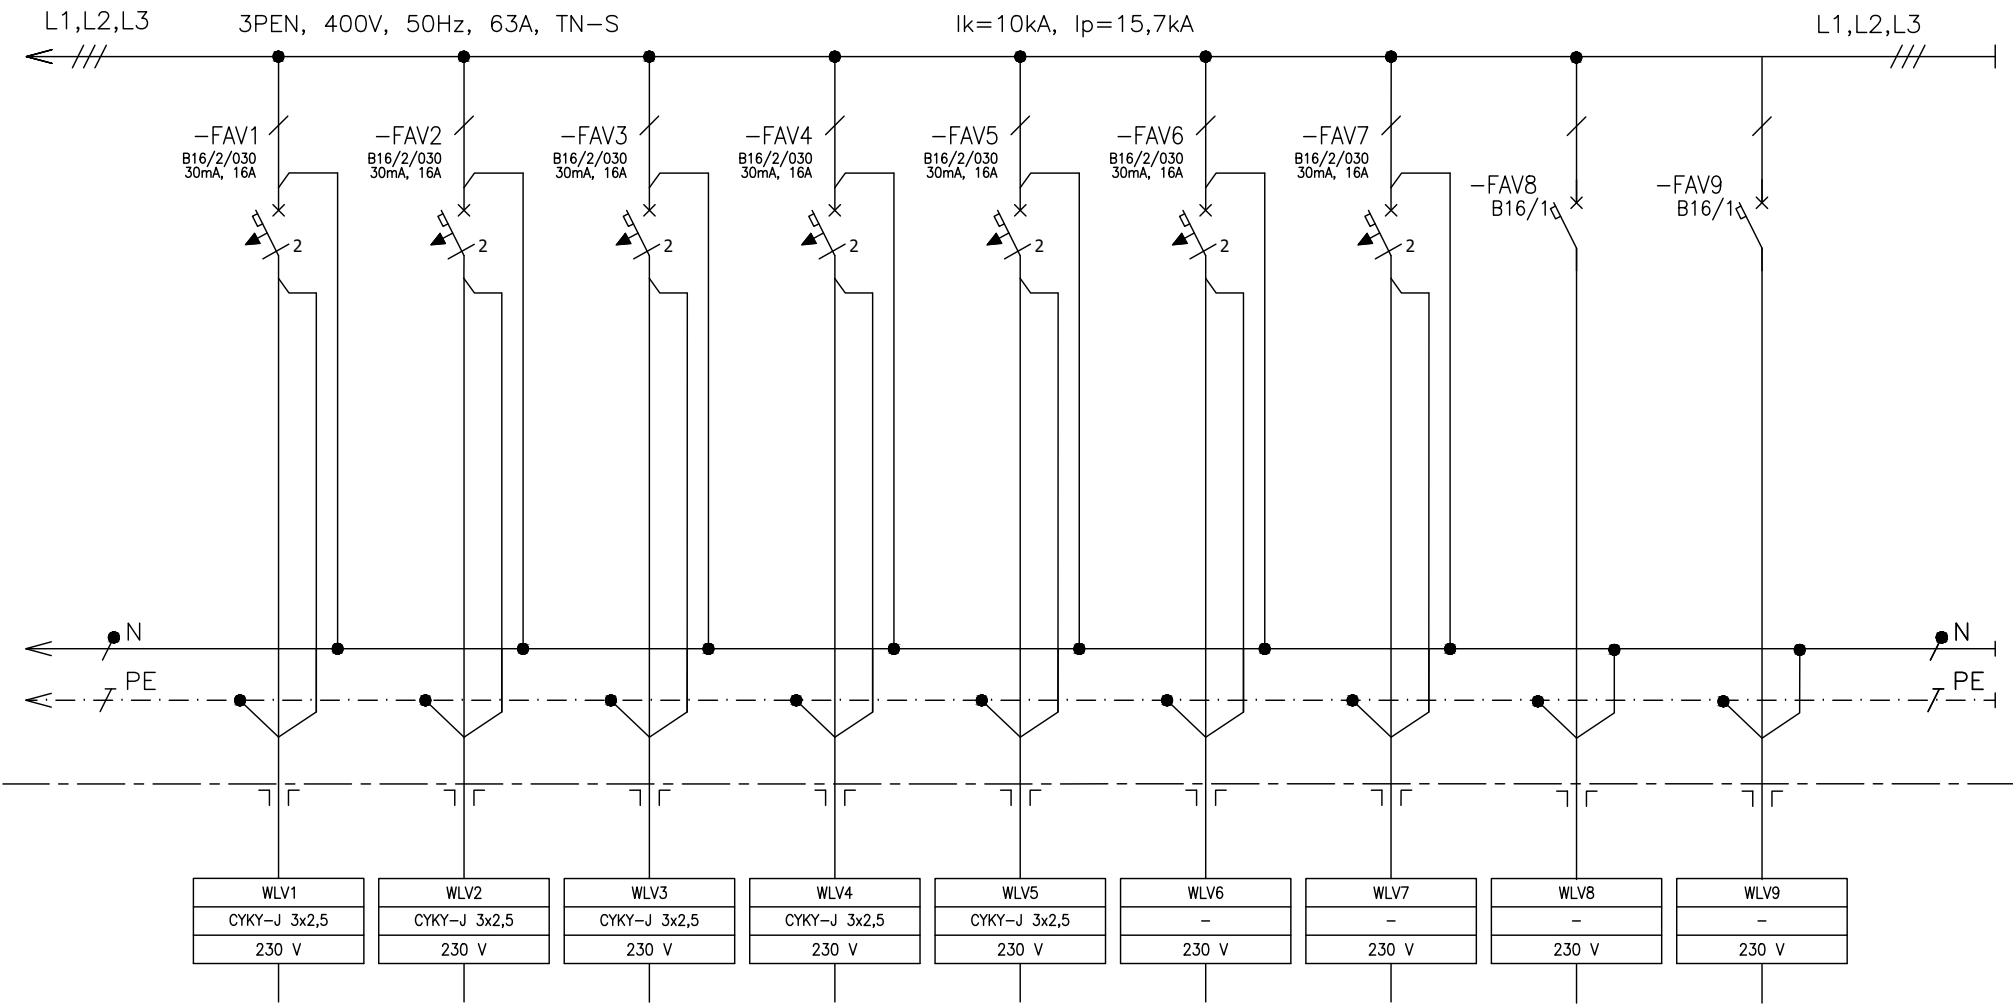 L1,L2,L3 3PEN, 400V, 50Hz, 63A, TN-S Ik=10kA, Ip=15,7kA L1,L2,L3
-FAV1
B16/2/030
30mA, 16A
2
-FAV2
B16/2/030
30mA, 16A
2
-FAV3
B16/2/030
30mA, 16A
2
-FAV4
B16/2/030
30mA, 16A
2
-FAV5
B16/2/030
30mA, 16A
2
-FAV6
B16/2/030
30mA, 16A
2
-FAV7
B16/2/030
30mA, 16A
2
-FAV8
B16/1
-FAV9
B16/1
N N
PE PE
WLV1
CYKY-J 3x2,5
230 V
WLV2
CYKY-J 3x2,5
230 V
WLV3
CYKY-J 3x2,5
230 V
WLV4
CYKY-J 3x2,5
230 V
WLV5
CYKY-J 3x2,5
230 V
WLV6
-
230 V
WLV7
-
230 V
WLV8
-
230 V
WLV9
-
230 V